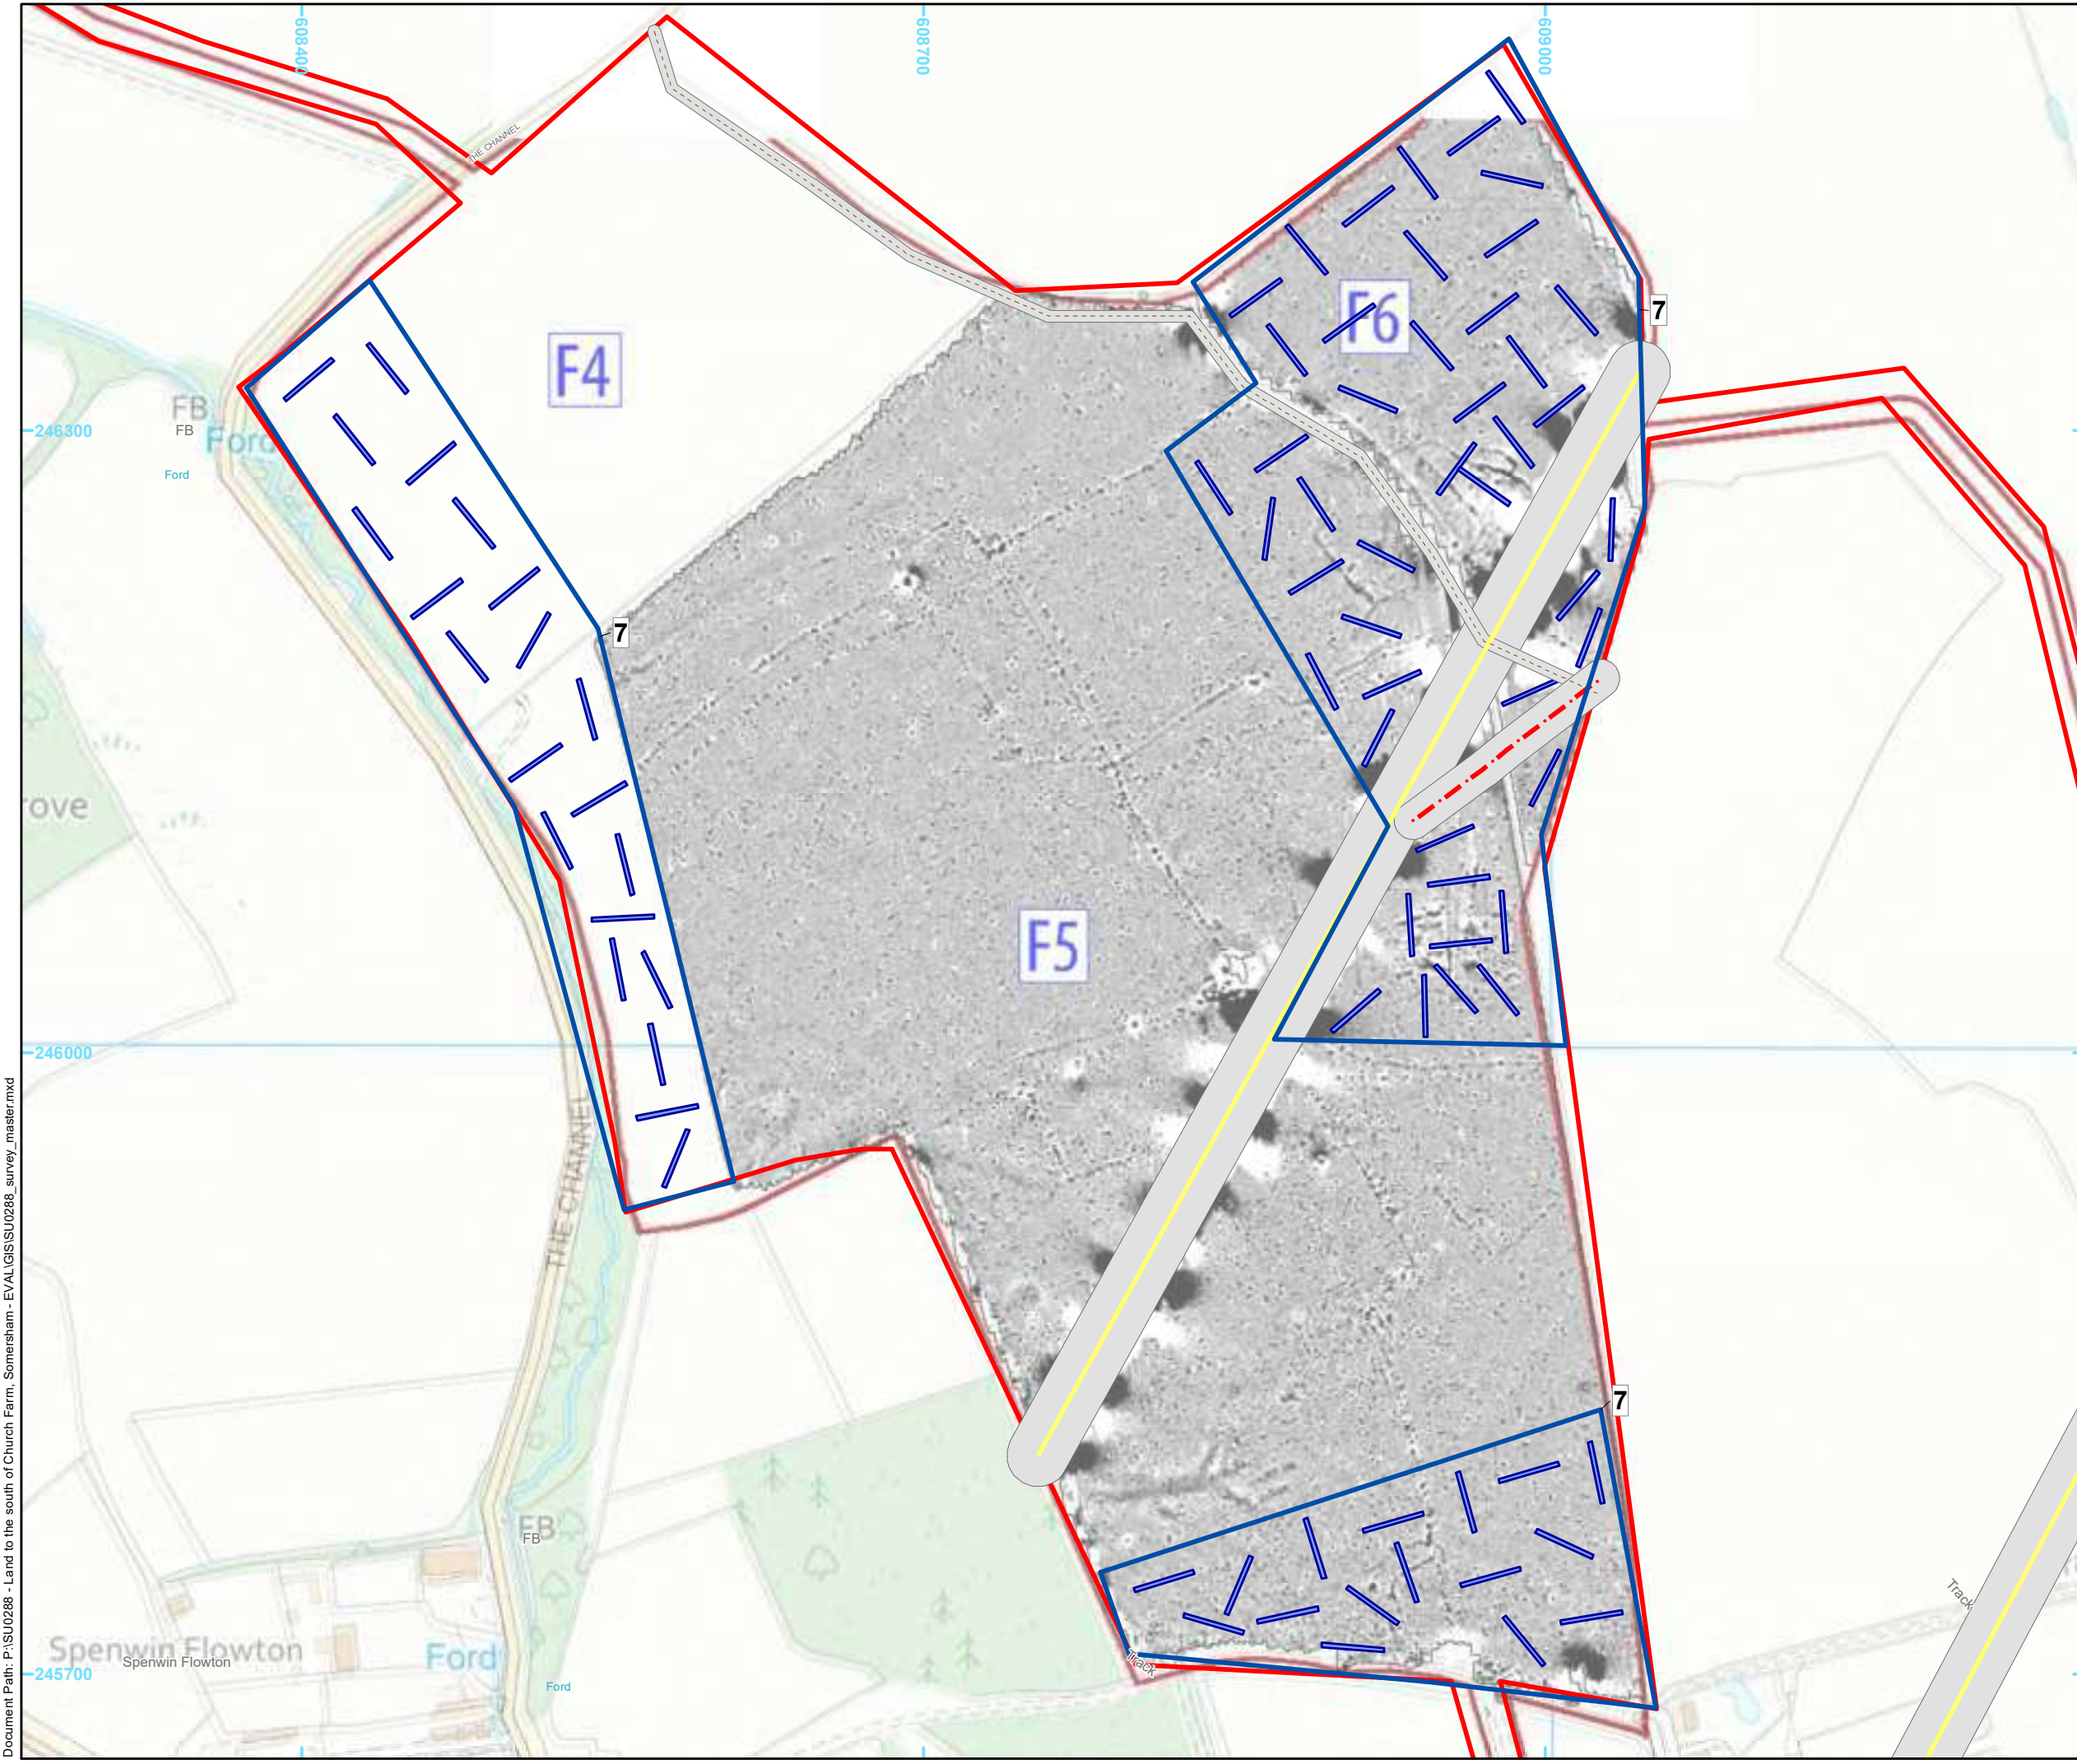 608400
608700
609000
THE CHANNEL
F6
7
F4
FB
FB
Ford
246300
Ford
7
rove
F5
246000
THE CHANNEL
7
FB
FB
Track
Spenwin Flowton
Spenwin Flowton
Ford
Ford
Track
245700
Document Path: P:\SU0288 - Land to the south of Church Farm, Somersham - EVAL\GIS\SU0288_survey_master.mxd